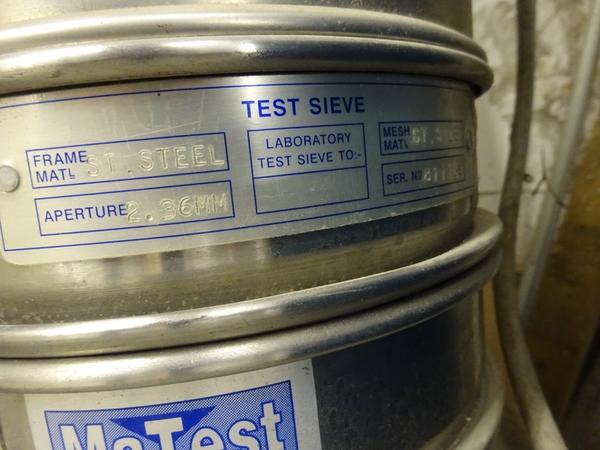 TEST SIEVE
FRAME
MATL ST.STEEL
APERTURE 2.36MM
LABORATORY
TEST SIEVE TO:-
MESH
MATL ST.STEEL
SER. NO
MaTest